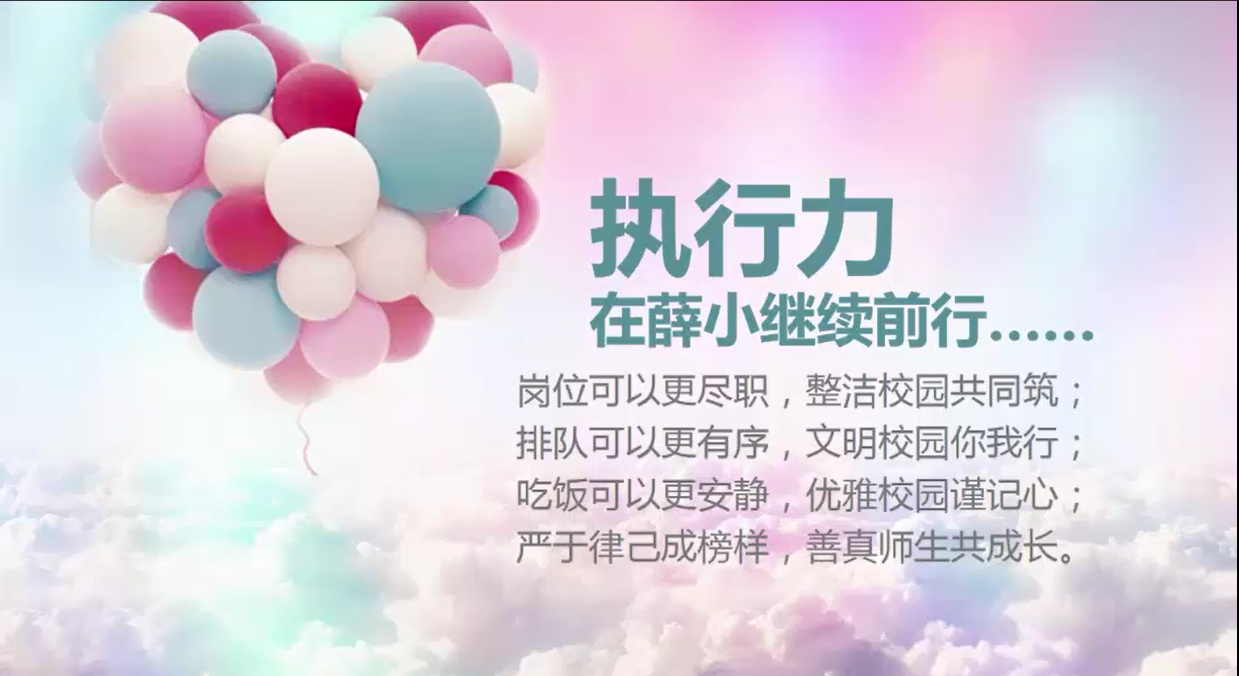 执行力
在薛小继续前行……
岗位可以更尽职，整洁校园共同筑；
排队可以更有序，文明校园你我行；
吃饭可以更安静，优雅校园谨记心；
严于律己成榜样，善真师生共成长。